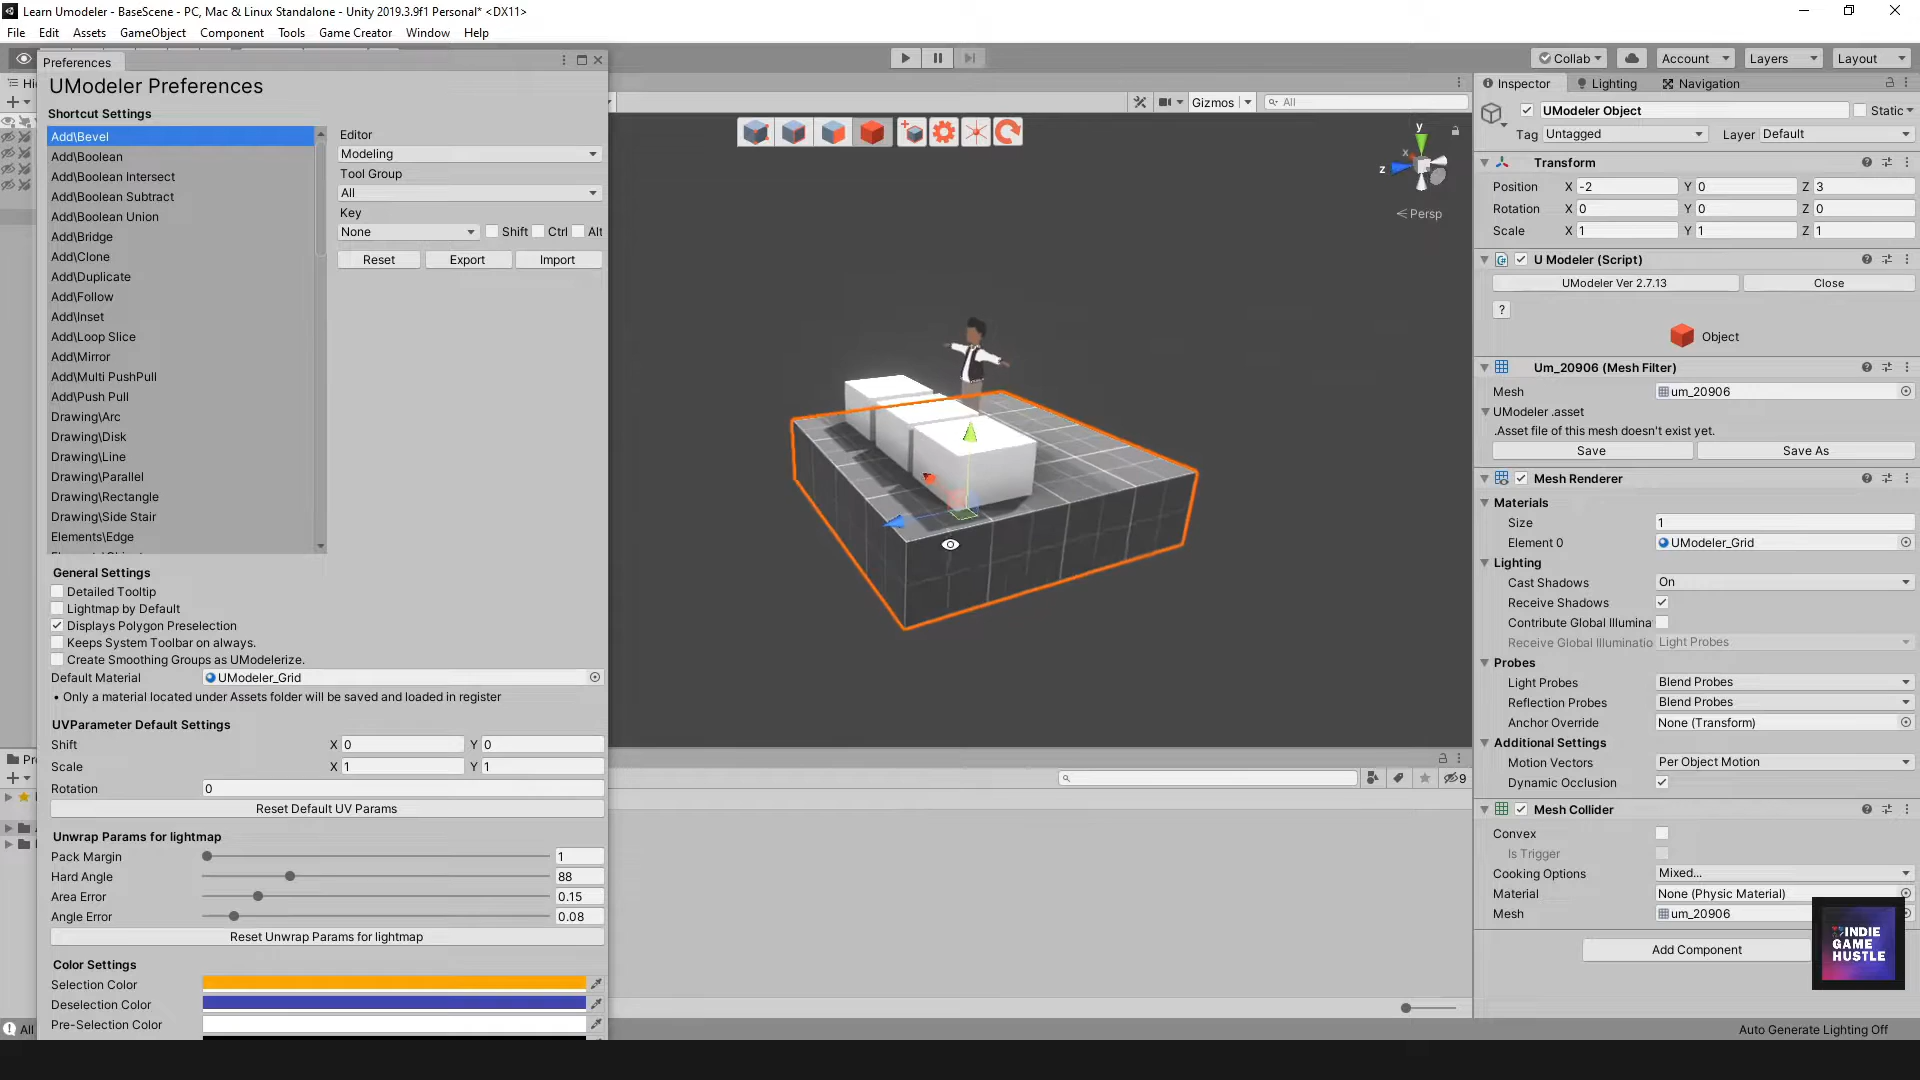 Learn Umodeler - BaseScene - PC, Mac & Linux Standalone - Unity 2019.3.9f1 Personal* <DX11>
File Edit Assets GameObject Component Tools Game Creator Window Help
Collab Account Layers Layout
Preferences
UModeler Preferences
Shortcut Settings
Add\Bevel
Add\Boolean
Add\Boolean Intersect
Add\Boolean Subtract
Add\Boolean Union
Add\Bridge
Add\Clone
Add\Duplicate
Add\Follow
Add\Inset
Add\Loop Slice
Add\Mirror
Add\Multi PushPull
Add\Push Pull
Drawing\Arc
Drawing\Disk
Drawing\Line
Drawing\Parallel
Drawing\Rectangle
Drawing\Side Stair
Elements\Edge
Editor
Modeling
Tool Group
All
Key
None Shift Ctrl Alt
Reset Export Import
General Settings
Detailed Tooltip
Lightmap by Default
Displays Polygon Preselection
Keeps System Toolbar on always.
Create Smoothing Groups as UModelerize.
Default Material UModeler_Grid
• Only a material located under Assets folder will be saved and loaded in register
UVParameter Default Settings
Shift X 0 Y 0
Scale X 1 Y 1
Rotation 0
Reset Default UV Params
Unwrap Params for lightmap
Pack Margin 1
Hard Angle 88
Area Error 0.15
Angle Error 0.08
Reset Unwrap Params for lightmap
Color Settings
Selection Color
Deselection Color
Pre-Selection Color
Hi
Pr
All
Gizmos All
y
x
z
Persp
9
Inspector Lighting Navigation
UModeler Object Static
Tag Untagged Layer Default
Transform
Position X -2 Y 0 Z 3
Rotation X 0 Y 0 Z 0
Scale X 1 Y 1 Z 1
U Modeler (Script)
UModeler Ver 2.7.13 Close
?
Object
Um_20906 (Mesh Filter)
Mesh um_20906
UModeler .asset
.Asset file of this mesh doesn't exist yet.
Save Save As
Mesh Renderer
Materials
Size 1
Element 0 UModeler_Grid
Lighting
Cast Shadows On
Receive Shadows
Contribute Global Illumina
Receive Global Illuminatio Light Probes
Probes
Light Probes Blend Probes
Reflection Probes Blend Probes
Anchor Override None (Transform)
Additional Settings
Motion Vectors Per Object Motion
Dynamic Occlusion
Mesh Collider
Convex
Is Trigger
Cooking Options Mixed...
Material None (Physic Material)
Mesh um_20906
Add Component
INDIE
GAME
HUSTLE
Auto Generate Lighting Off